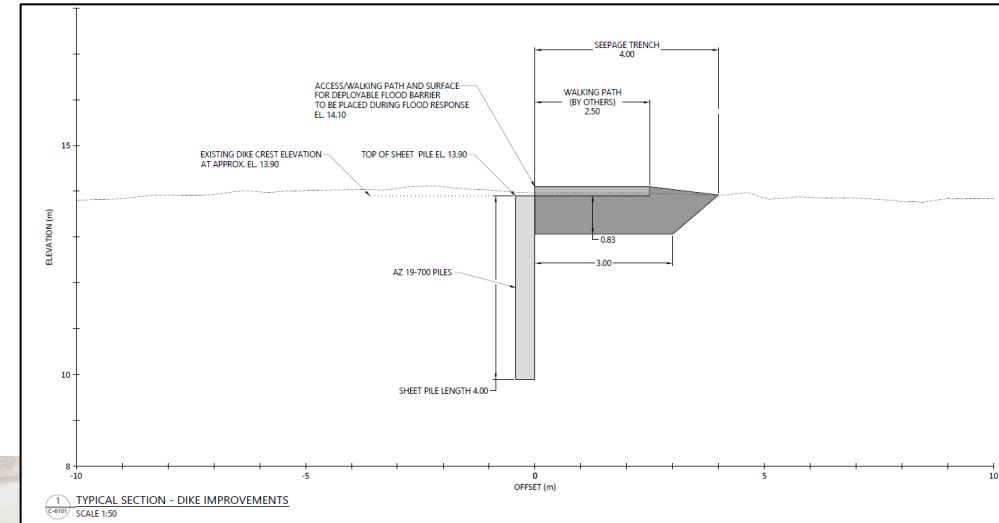 SEEPAGE TRENCH
4.00
ACCESS/WALKING PATH AND SURFACE
FOR DEPLOYABLE FLOOD BARRIER
TO BE PLACED DURING FLOOD RESPONSE
EL. 14.10
WALKING PATH
(BY OTHERS)
2.50
15
EXISTING DIKE CREST ELEVATION
AT APPROX. EL. 13.90
TOP OF SHEET PILE EL. 13.90
ELEVATION (m)
0.83
3.00
AZ 19-700 PILES
10
SHEET PILE LENGTH 4.00
8
-10
-5
0
5
10
OFFSET (m)
1
C-6101
TYPICAL SECTION - DIKE IMPROVEMENTS
SCALE 1:50